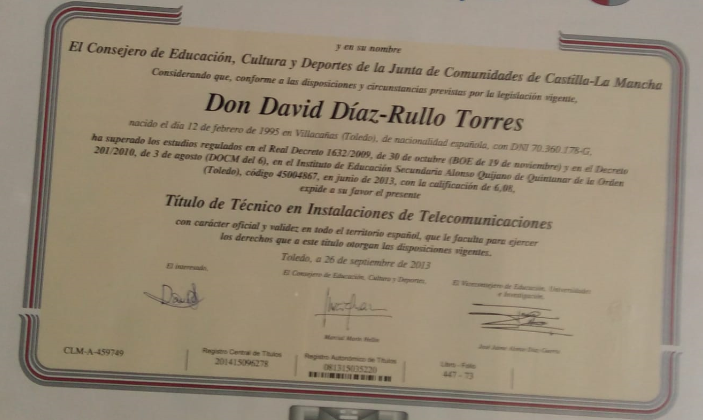 y en su nombre
El Consejero de Educación, Cultura y Deportes de la Junta de Comunidades de Castilla-La Mancha
Considerando que, conforme a las disposiciones y circunstancias previstas por la legislación vigente,
Don David Díaz-Rullo Torres
nacido el día 12 de febrero de 1995 en Villacañas (Toledo), de nacionalidad española, con DNI 70.360.178-G,
ha superado los estudios regulados en el Real Decreto 1632/2009, de 30 de octubre (BOE de 19 de noviembre) y en el Decreto
201/2010, de 3 de agosto (DOCM del 6), en el Instituto de Educación Secundaria Alonso Quijano de Quintanar de la Orden
(Toledo), código 45004867, en junio de 2013, con la calificación de 6,08,
expide a su favor el presente
Título de Técnico en Instalaciones de Telecomunicaciones
con carácter oficial y validez en todo el territorio español, que le faculta para ejercer
los derechos que a este título otorgan las disposiciones vigentes.
Toledo, a 26 de septiembre de 2013
El interesado,
El Consejero de Educación, Cultura y Deportes,
El Viceconsejero de Educación, Universidades
e Investigación,
David
CLM-A-459749
Registro Central de Títulos
201415096278
Registro Autonómico de Títulos
081315035220
Libro - Folio
447 - 73